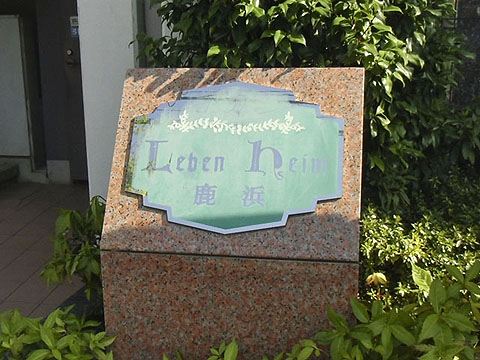 Leben heim
鹿浜